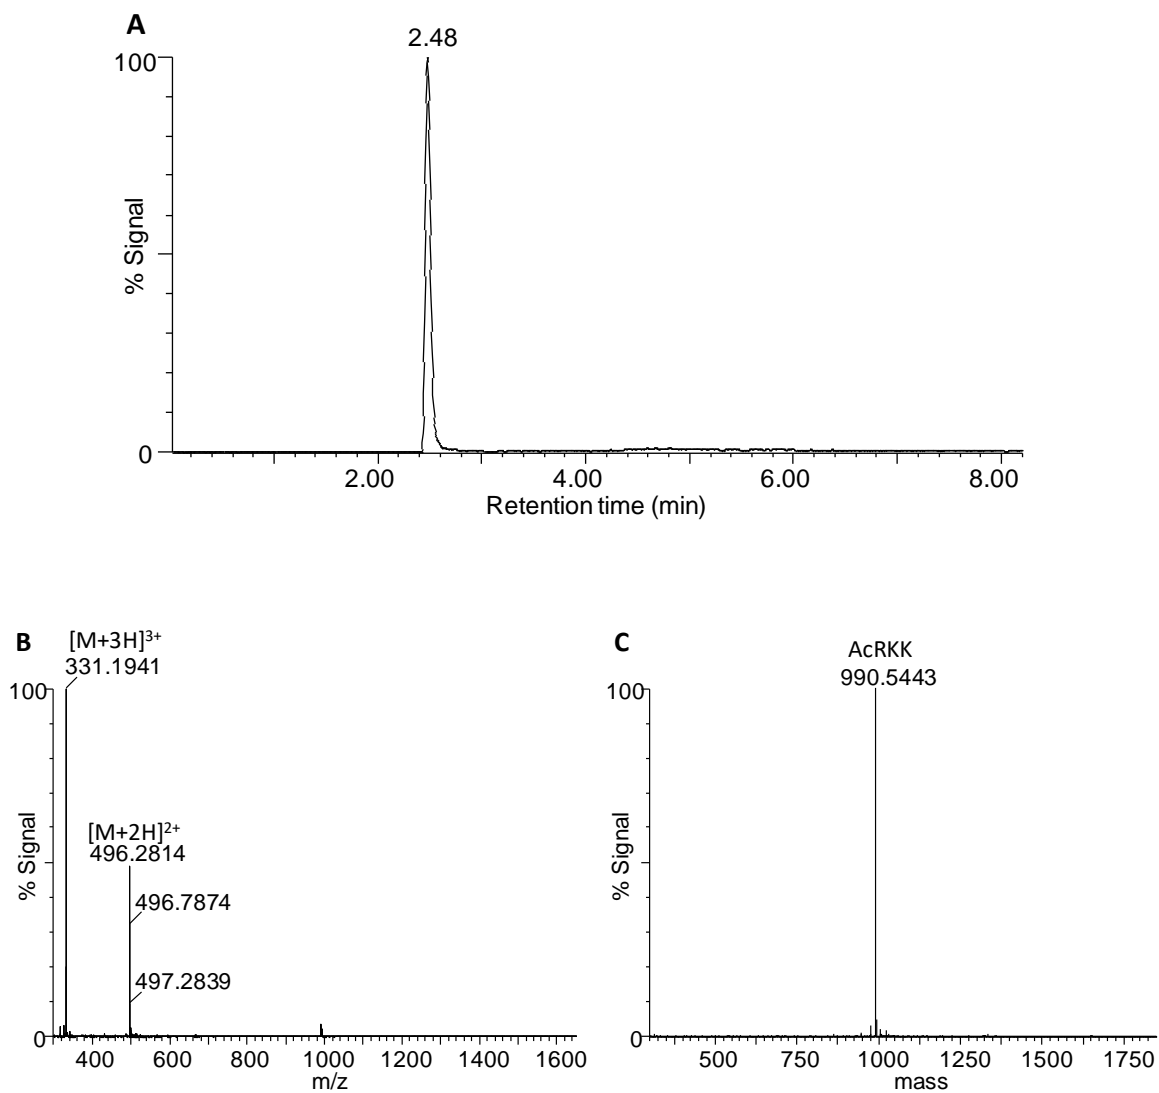 A
2.48
100
% Signal
0
2.00 4.00 6.00 8.00
Retention time (min)
B
[M+3H]3+
331.1941
100
[M+2H]2+
496.2814
% Signal
496.7874
497.2839
0
400 600 800 1000 1200 1400 1600
m/z
C
AcRKK
990.5443
100
% Signal
0
500 750 1000 1250 1500 1750
mass